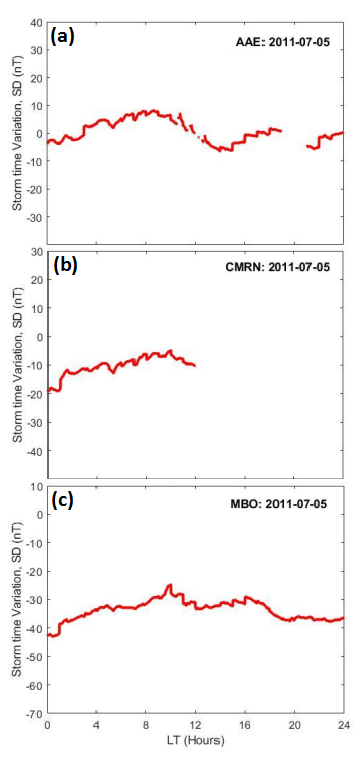 (a)
AAE: 2011-07-05
Storm time Variation, SD (nT)
40
30
20
10
0
-10
-20
-30
(b)
CMRN: 2011-07-05
Storm time Variation, SD (nT)
30
20
10
0
-10
-20
-30
-40
(c)
MBO: 2011-07-05
Storm time Variation, SD (nT)
10
0
-10
-20
-30
-40
-50
-60
-70
0 4 8 12 16 20 24
LT (Hours)